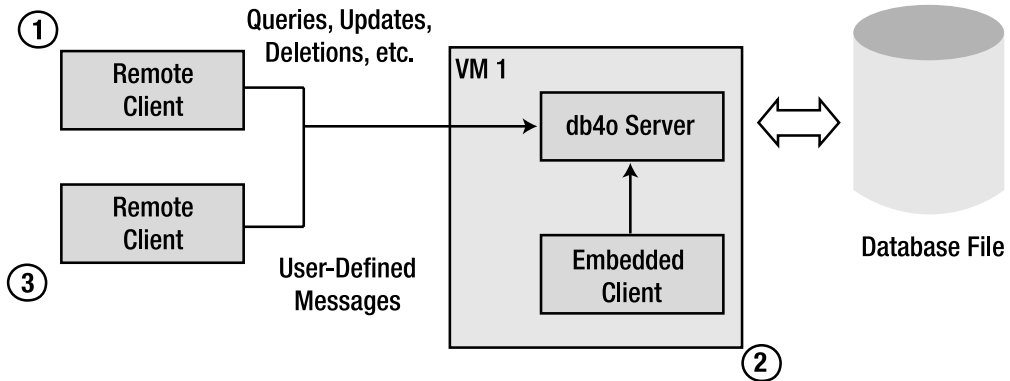 1
Queries, Updates,
Deletions, etc.
Remote
Client
VM 1
db4o Server
Remote
Client
3
User-Defined
Messages
Embedded
Client
2
Database File